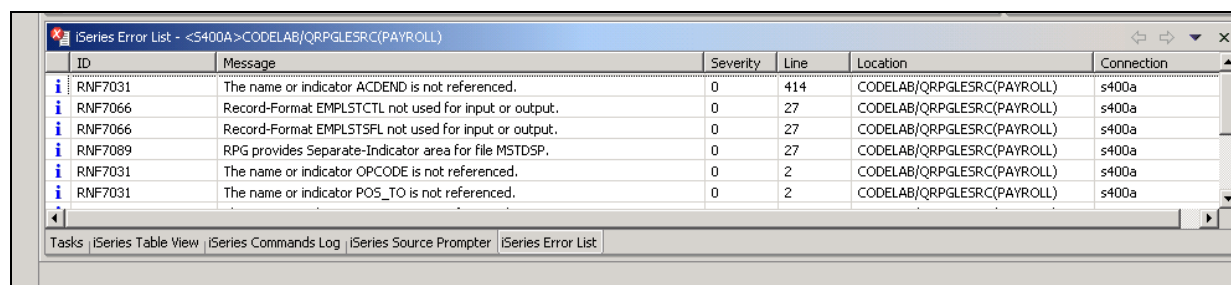 iSeries Error List - <S400A>CODELAB/QRPGLESRC(PAYROLL)
ID Message Severity Line Location Connection
RNF7031 The name or indicator ACDEND is not referenced. 0 414 CODELAB/QRPGLESRC(PAYROLL) s400a
RNF7066 Record-Format EMPLSTCTL not used for input or output. 0 27 CODELAB/QRPGLESRC(PAYROLL) s400a
RNF7066 Record-Format EMPLSTSFL not used for input or output. 0 27 CODELAB/QRPGLESRC(PAYROLL) s400a
RNF7089 RPG provides Separate-Indicator area for file MSTDSP. 0 27 CODELAB/QRPGLESRC(PAYROLL) s400a
RNF7031 The name or indicator OPCODE is not referenced. 0 2 CODELAB/QRPGLESRC(PAYROLL) s400a
RNF7031 The name or indicator POS_TO is not referenced. 0 2 CODELAB/QRPGLESRC(PAYROLL) s400a
Tasks iSeries Table View iSeries Commands Log iSeries Source Prompter iSeries Error List